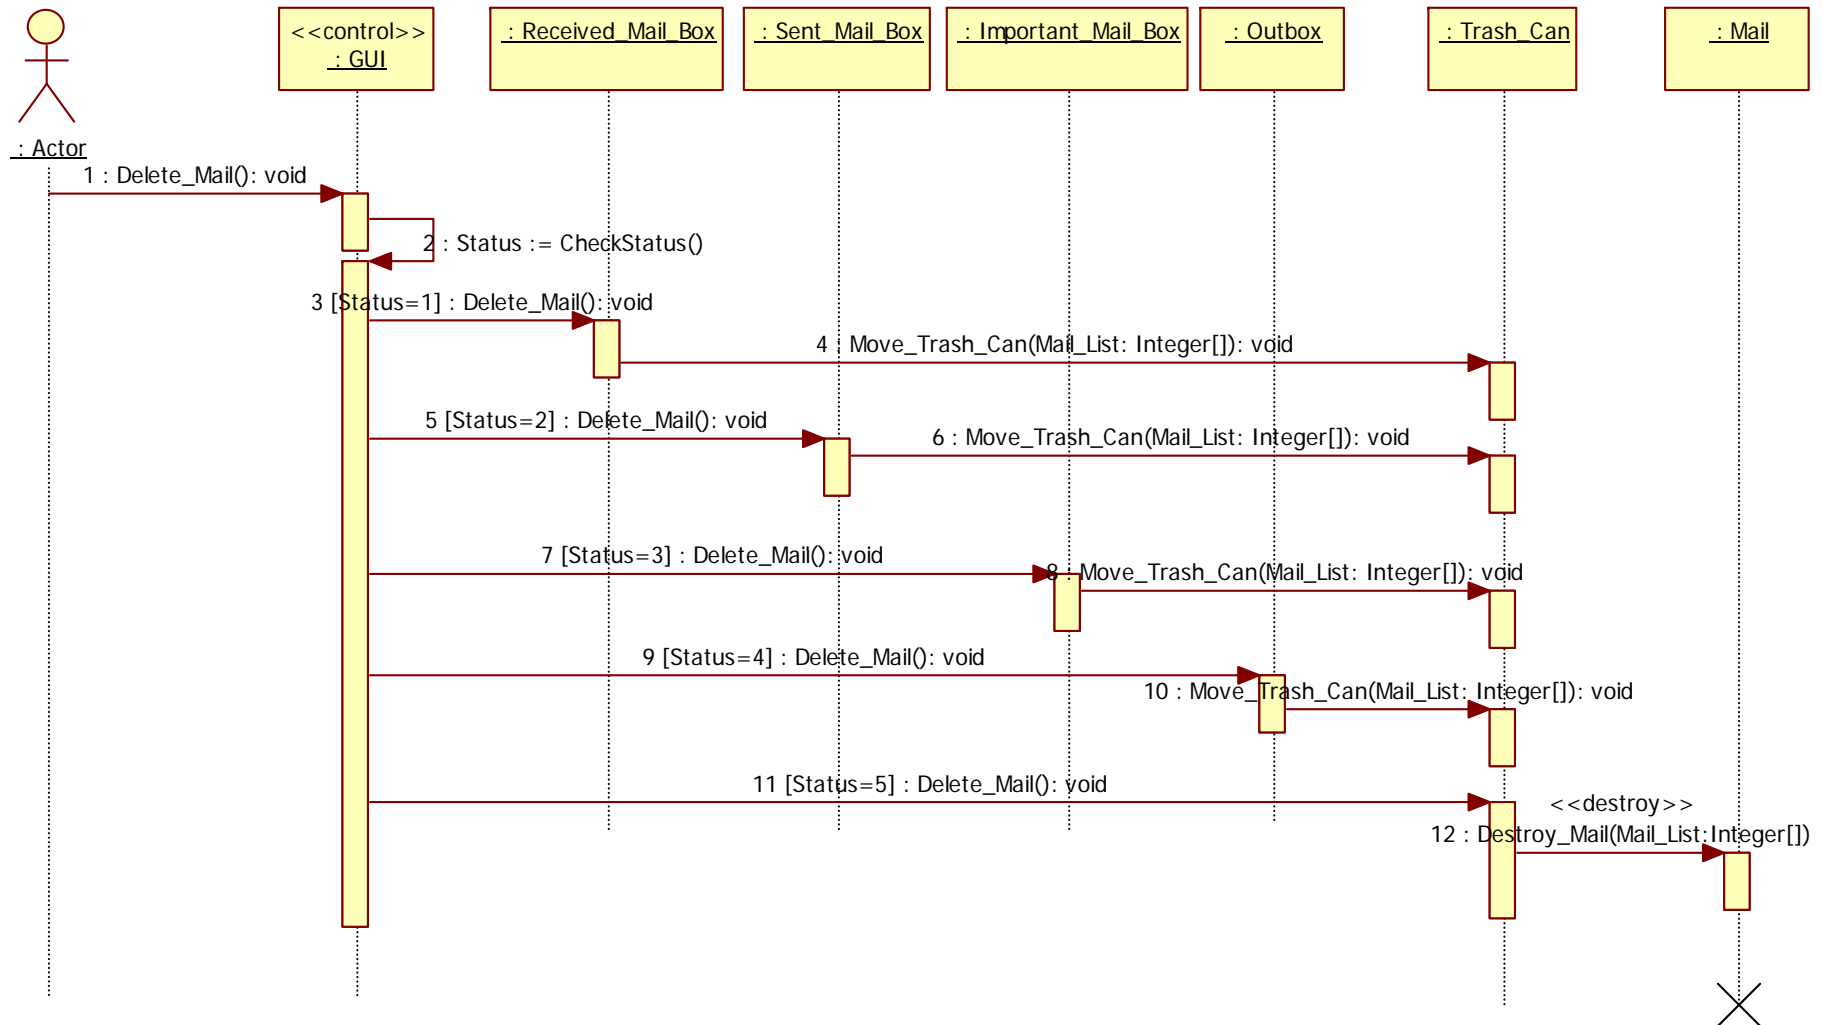 <<control>>
: GUI
: Received_Mail_Box
: Sent_Mail_Box
: Important_Mail_Box
: Outbox
: Trash_Can
: Mail
: Actor
1 : Delete_Mail(): void
2 : Status := CheckStatus()
3 [Status=1] : Delete_Mail(): void
4 : Move_Trash_Can(Mail_List: Integer[]): void
5 [Status=2] : Delete_Mail(): void
6 : Move_Trash_Can(Mail_List: Integer[]): void
7 [Status=3] : Delete_Mail(): void
8 : Move_Trash_Can(Mail_List: Integer[]): void
9 [Status=4] : Delete_Mail(): void
10 : Move_Trash_Can(Mail_List: Integer[]): void
11 [Status=5] : Delete_Mail(): void
<<destroy>>
12 : Destroy_Mail(Mail_List:Integer[])